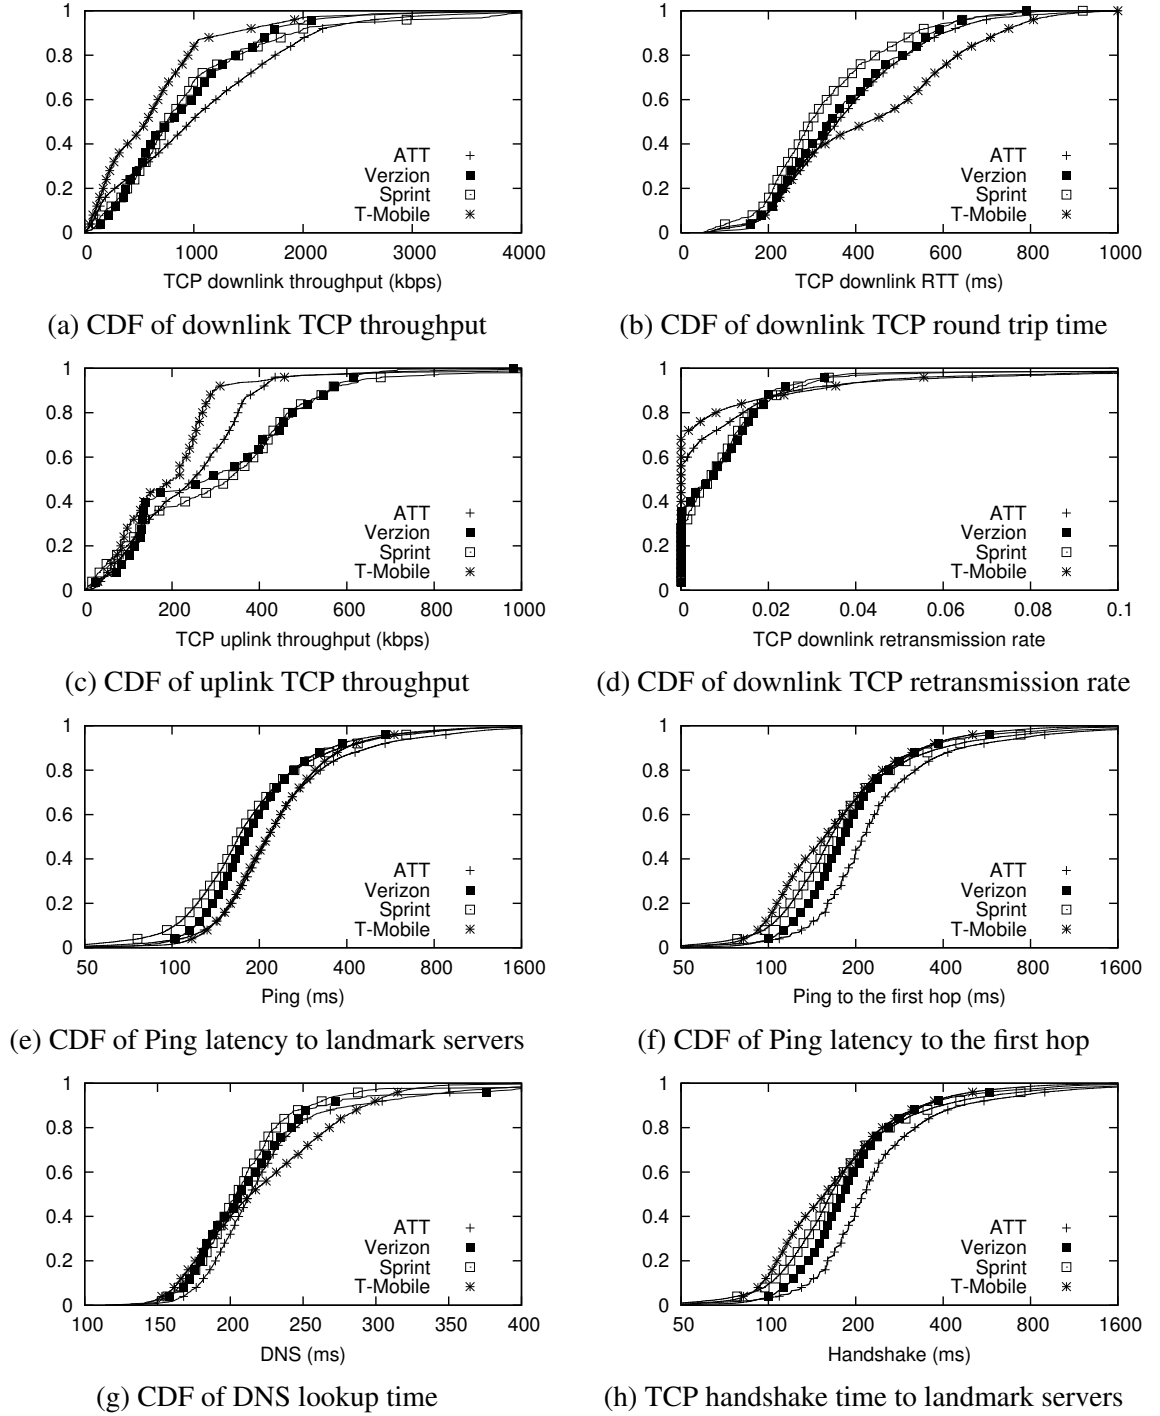 1
0.8
0.6
0.4
0.2
0
ATT
Verzion
Sprint
T-Mobile
0 1000 2000 3000 4000
TCP downlink throughput (kbps)
(a) CDF of downlink TCP throughput
1
0.8
0.6
0.4
0.2
0
ATT
Verzion
Sprint
T-Mobile
0 200 400 600 800 1000
TCP downlink RTT (ms)
(b) CDF of downlink TCP round trip time
1
0.8
0.6
0.4
0.2
0
ATT
Verzion
Sprint
T-Mobile
0 200 400 600 800 1000
TCP uplink throughput (kbps)
(c) CDF of uplink TCP throughput
1
0.8
0.6
0.4
0.2
0
ATT
Verzion
Sprint
T-Mobile
0 0.02 0.04 0.06 0.08 0.1
TCP downlink retransmission rate
(d) CDF of downlink TCP retransmission rate
1
0.8
0.6
0.4
0.2
0
ATT
Verizon
Sprint
T-Mobile
50 100 200 400 800 1600
Ping (ms)
(e) CDF of Ping latency to landmark servers
1
0.8
0.6
0.4
0.2
0
ATT
Verizon
Sprint
T-Mobile
50 100 200 400 800 1600
Ping to the first hop (ms)
(f) CDF of Ping latency to the first hop
1
0.8
0.6
0.4
0.2
0
ATT
Verizon
Sprint
T-Mobile
100 150 200 250 300 350 400
DNS (ms)
(g) CDF of DNS lookup time
1
0.8
0.6
0.4
0.2
0
ATT
Verizon
Sprint
T-Mobile
50 100 200 400 800 1600
Handshake (ms)
(h) TCP handshake time to landmark servers